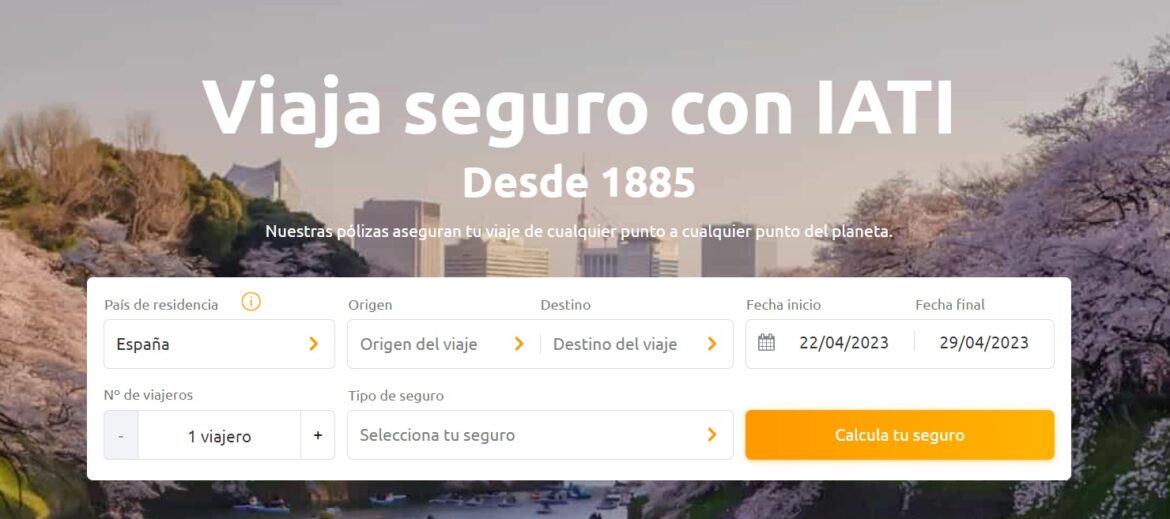 Viaja seguro con IATI
Desde 1885
Nuestras pólizas aseguran tu viaje de cualquier punto a cualquier punto del planeta.
País de residencia
España
Origen
Origen del viaje
Destino
Destino del viaje
Fecha inicio
22/04/2023
Fecha final
29/04/2023
Nº de viajeros
- 1 viajero +
Tipo de seguro
Selecciona tu seguro
Calcula tu seguro